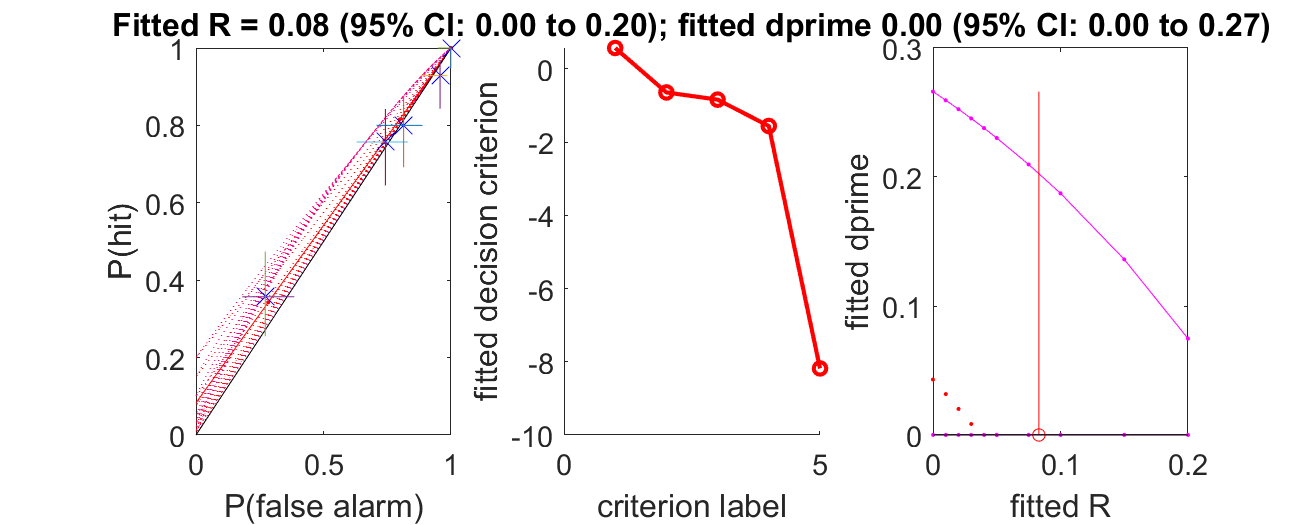 Fitted R = 0.08 (95% CI: 0.00 to 0.20); fitted dprime 0.00 (95% CI: 0.00 to 0.27)
P(hit)
1
0.8
0.6
0.4
0.2
0
0 0.5 1
P(false alarm)
fitted decision criterion
0
-2
-4
-6
-8
-10
0 5
criterion label
fitted dprime
0.3
0.2
0.1
0
0 0.1 0.2
fitted R